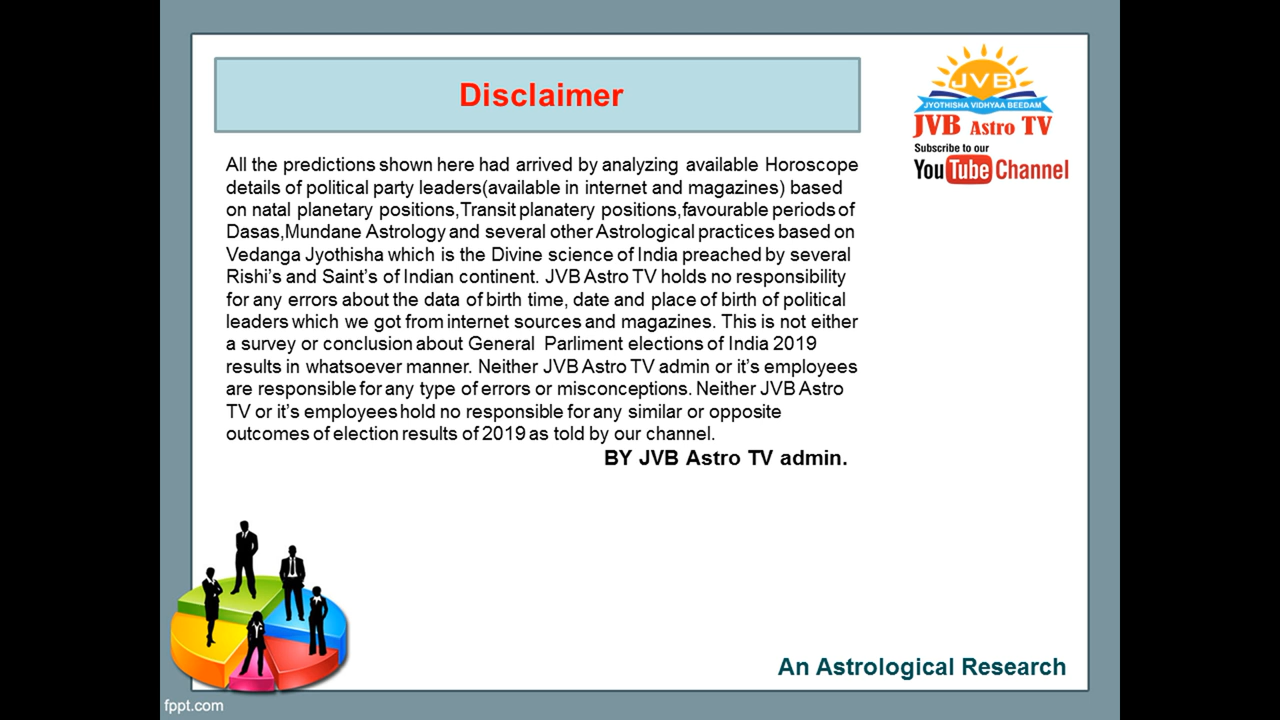 Disclaimer
JVB
JYOTHISHA VIDHYAA BEEDAM
JVB Astro TV
Subscribe to our
YouTube Channel
All the predictions shown here had arrived by analyzing available Horoscope
details of political party leaders(available in internet and magazines) based
on natal planetary positions,Transit planatery positions,favourable periods of
Dasas,Mundane Astrology and several other Astrological practices based on
Vedanga Jyothisha which is the Divine science of India preached by several
Rishi's and Saint's of Indian continent. JVB Astro TV holds no responsibility
for any errors about the data of birth time, date and place of birth of political
leaders which we got from internet sources and magazines. This is not either
a survey or conclusion about General Parliment elections of India 2019
results in whatsoever manner. Neither JVB Astro TV admin or it's employees
are responsible for any type of errors or misconceptions. Neither JVB Astro
TV or it's employees hold no responsible for any similar or opposite
outcomes of election results of 2019 as told by our channel.
BY JVB Astro TV admin.
An Astrological Research
fppt.com